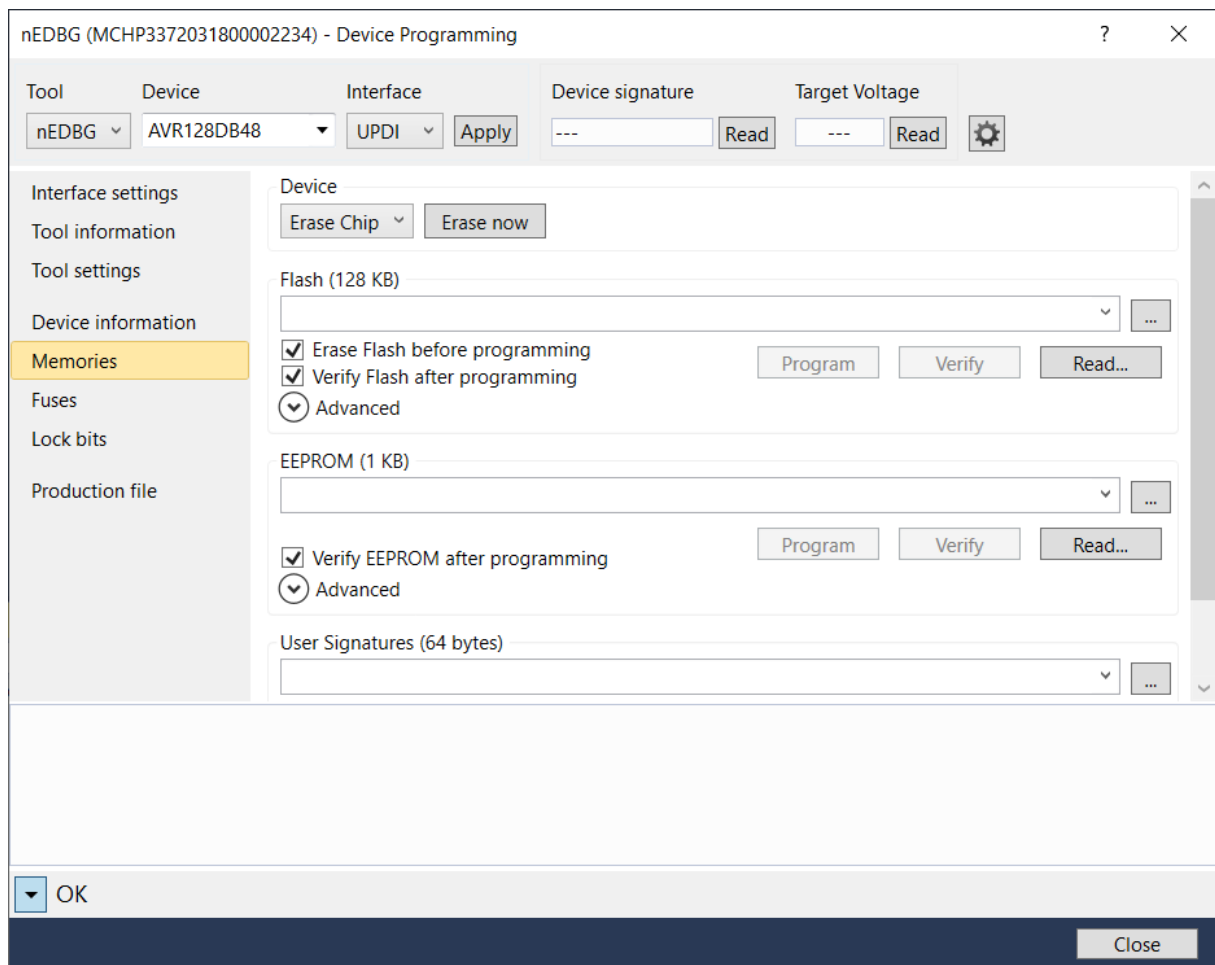 nEDBG (MCHP3372031800002234) - Device Programming ?
Tool Device Interface Device signature Target Voltage
nEDBG AVR128DB48 UPDI Apply --- Read --- Read
Interface settings
Tool information
Tool settings
Device information
Memories
Fuses
Lock bits
Production file
Device
Erase Chip Erase now
Flash (128 KB)
...
Erase Flash before programming
Verify Flash after programming
Program Verify Read...
Advanced
EEPROM (1 KB)
...
Program Verify Read...
Verify EEPROM after programming
Advanced
User Signatures (64 bytes)
...
OK
Close